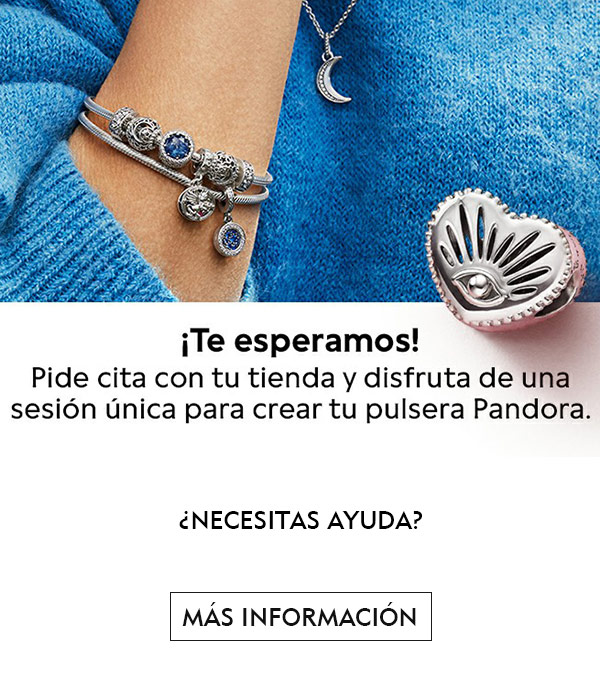 ¡Te esperamos!
Pide cita con tu tienda y disfruta de una
sesión única para crear tu pulsera Pandora.
¿NECESITAS AYUDA?
MÁS INFORMACIÓN